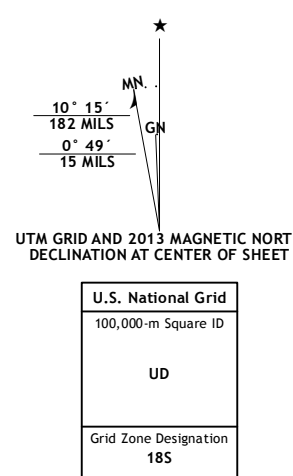 ★
MN
10° 15´
182 MILS
GN
0° 49´
15 MILS
UTM GRID AND 2013 MAGNETIC NORT
DECLINATION AT CENTER OF SHEET
U.S. National Grid
100,000-m Square ID
UD
Grid Zone Designation
18S